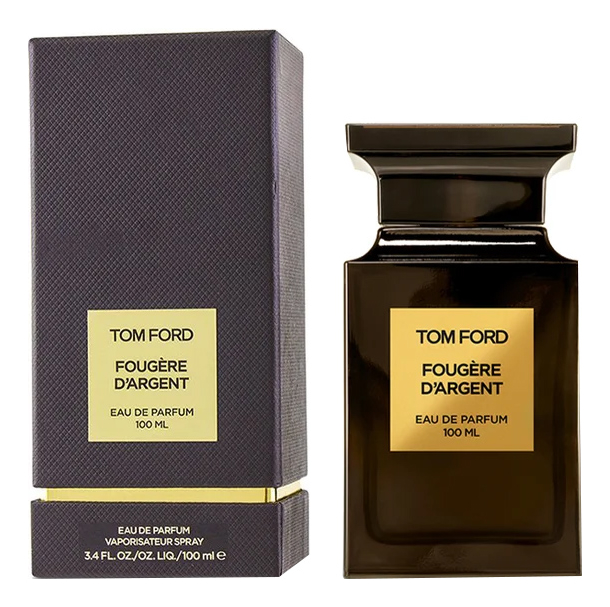 TOM FORD
FOUGÈRE
D'ARGENT
EAU DE PARFUM
100 ML
EAU DE PARFUM
VAPORISATEUR SPRAY
3.4 FL. OZ./OZ. LIQ./100 ml ℮
TOM FORD
FOUGÈRE
D'ARGENT
EAU DE PARFUM
100 ML